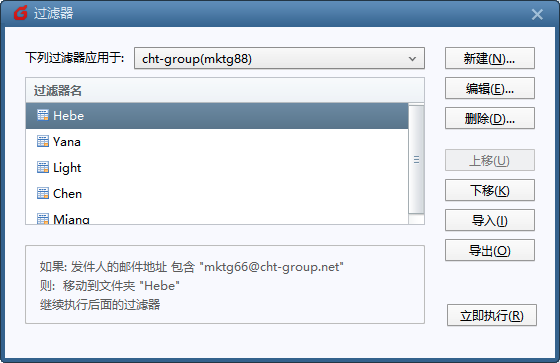 过滤器
下列过滤器应用于: cht-group(mktg88)
新建(N)...
过滤器名
编辑(E)...
Hebe
删除(D)...
Yana
Light
上移(U)
Chen
下移(K)
Miang
导入(I)
导出(O)
如果: 发件人的邮件地址 包含 "mktg66@cht-group.net"
则: 移动到文件夹 "Hebe"
继续执行后面的过滤器
立即执行(R)